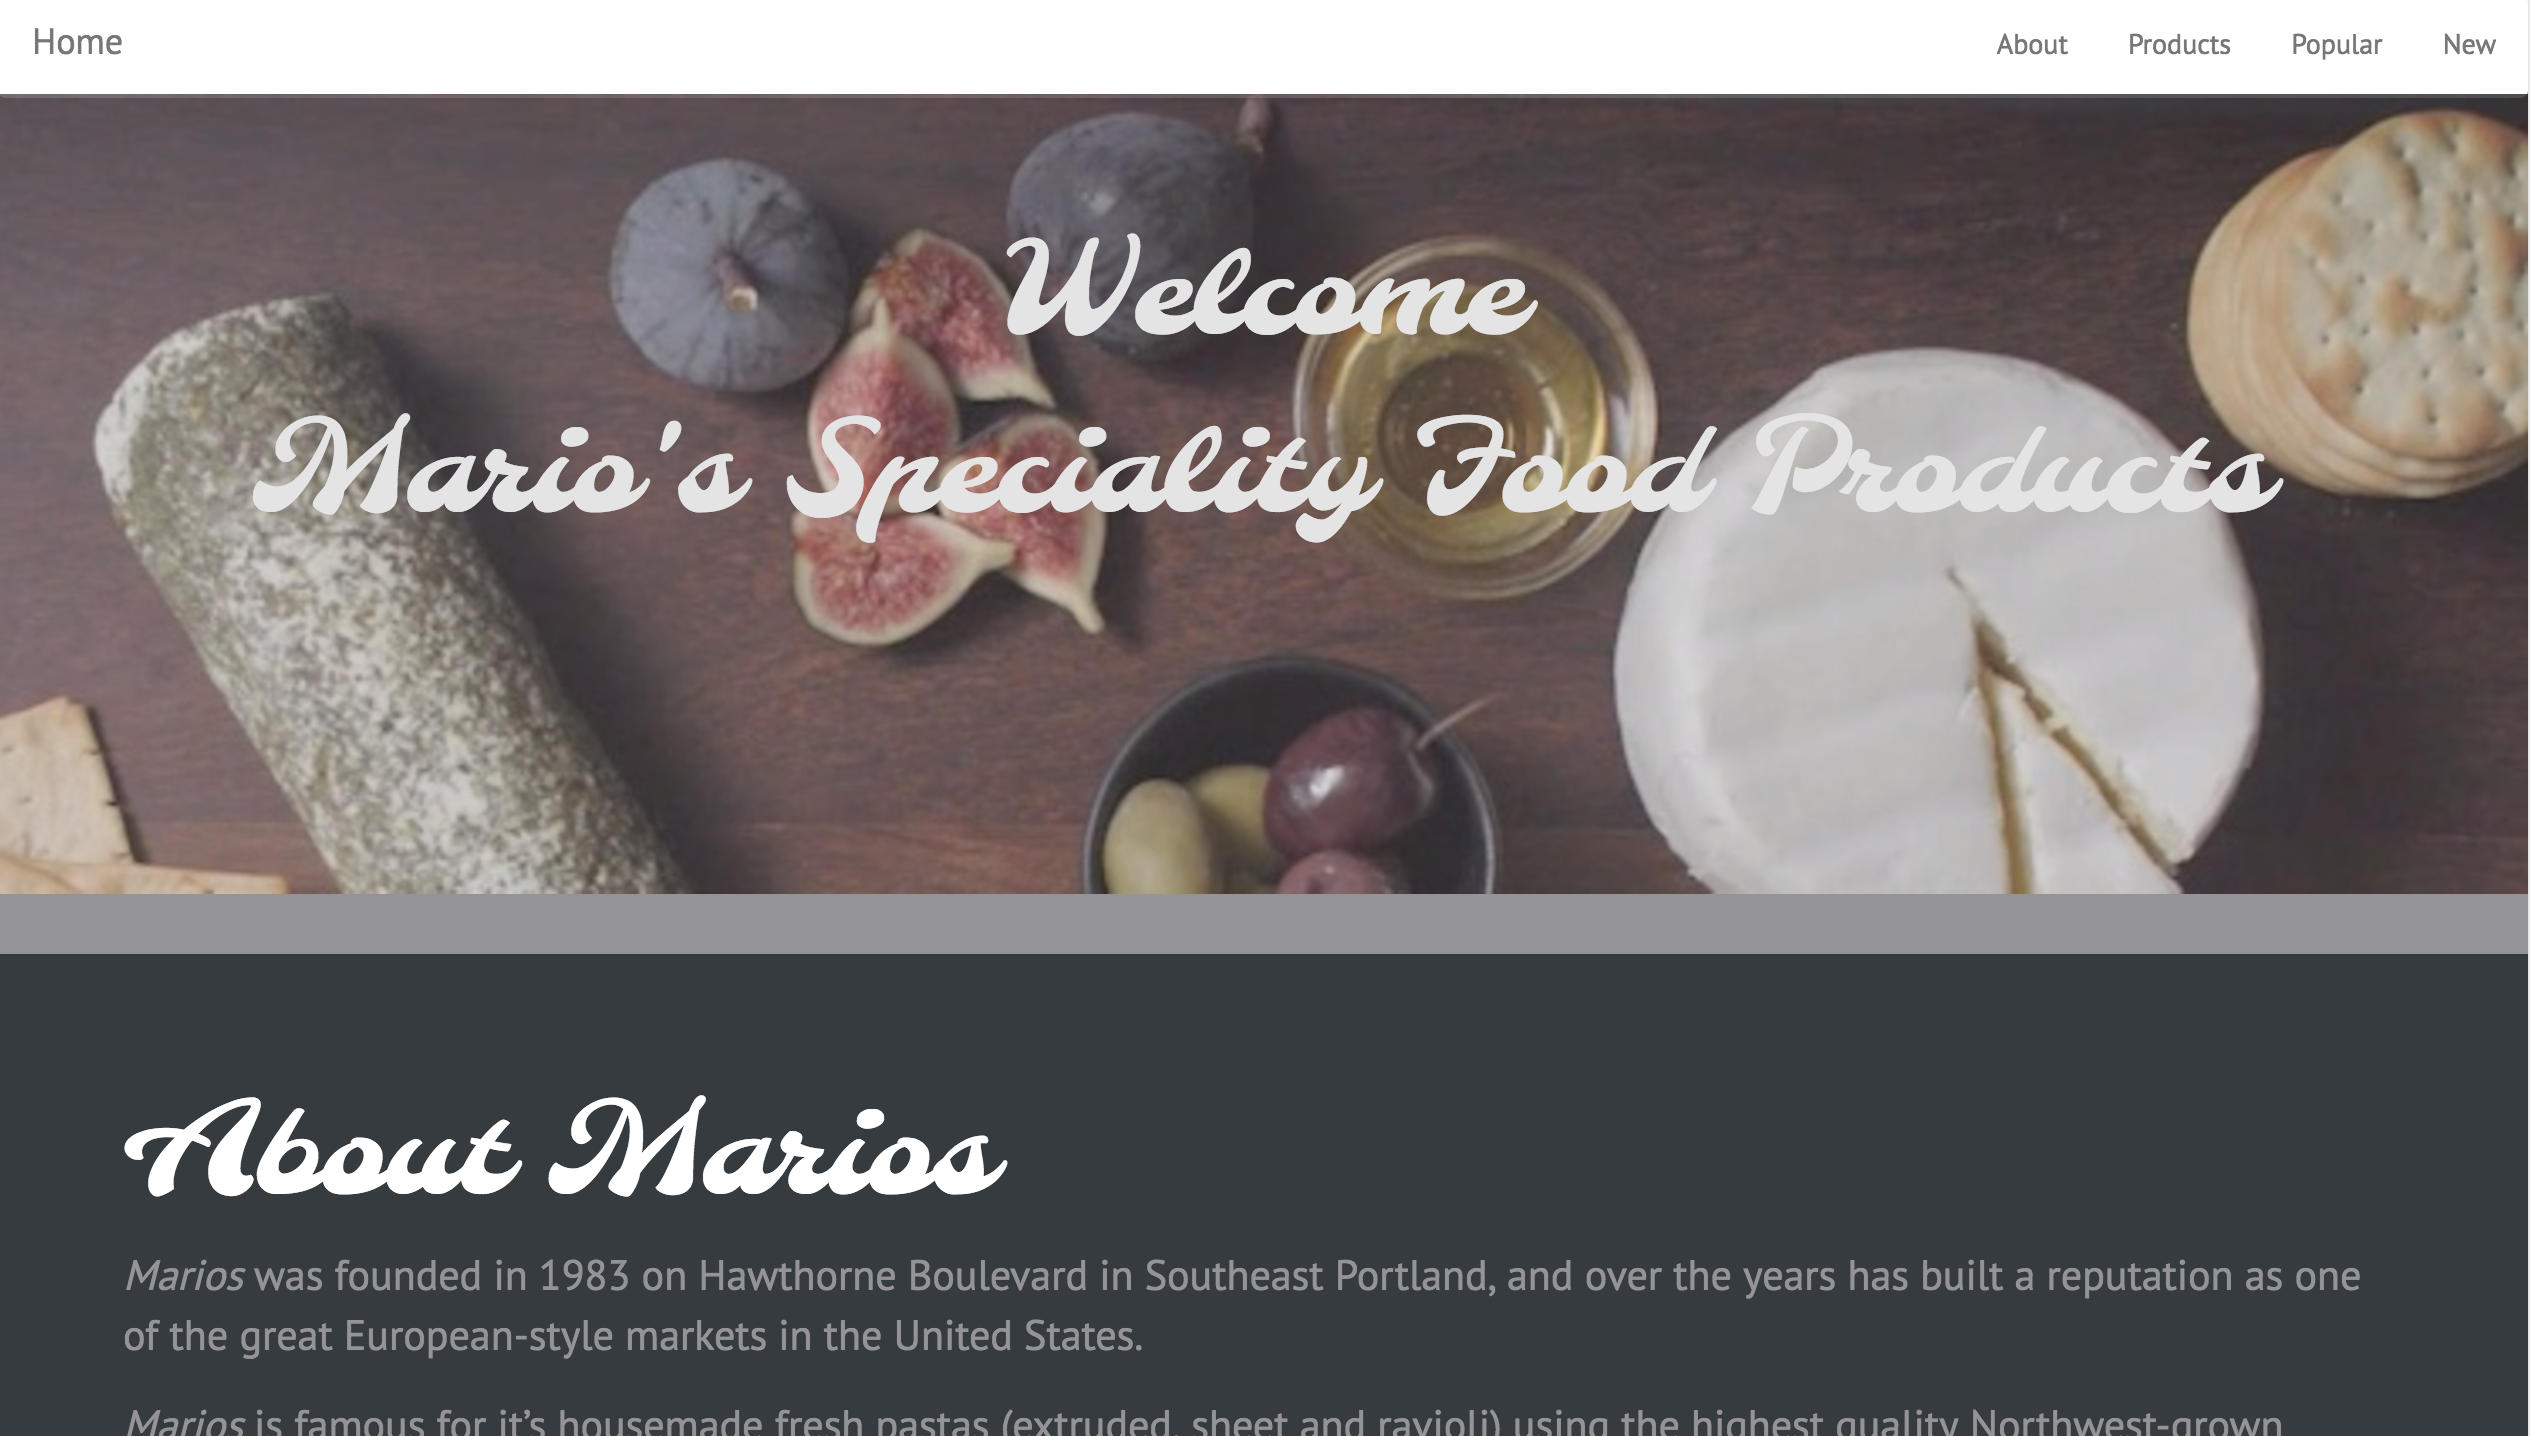 Home About Products Popular New
Welcome
Mario's Speciality Food Products
About Marios
Marios was founded in 1983 on Hawthorne Boulevard in Southeast Portland, and over the years has built a reputation as one
of the great European-style markets in the United States.
Marios is famous for it’s housemade fresh pastas (extruded, sheet and ravioli) using the highest quality Northwest-grown